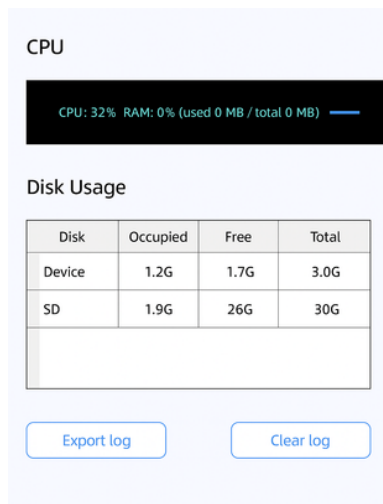 CPU
CPU: 32% RAM: 0% (used 0 MB / total 0 MB)
Disk Usage
Disk Occupied Free Total
Device 1.2G 1.7G 3.0G
SD 1.9G 26G 30G
Export log Clear log